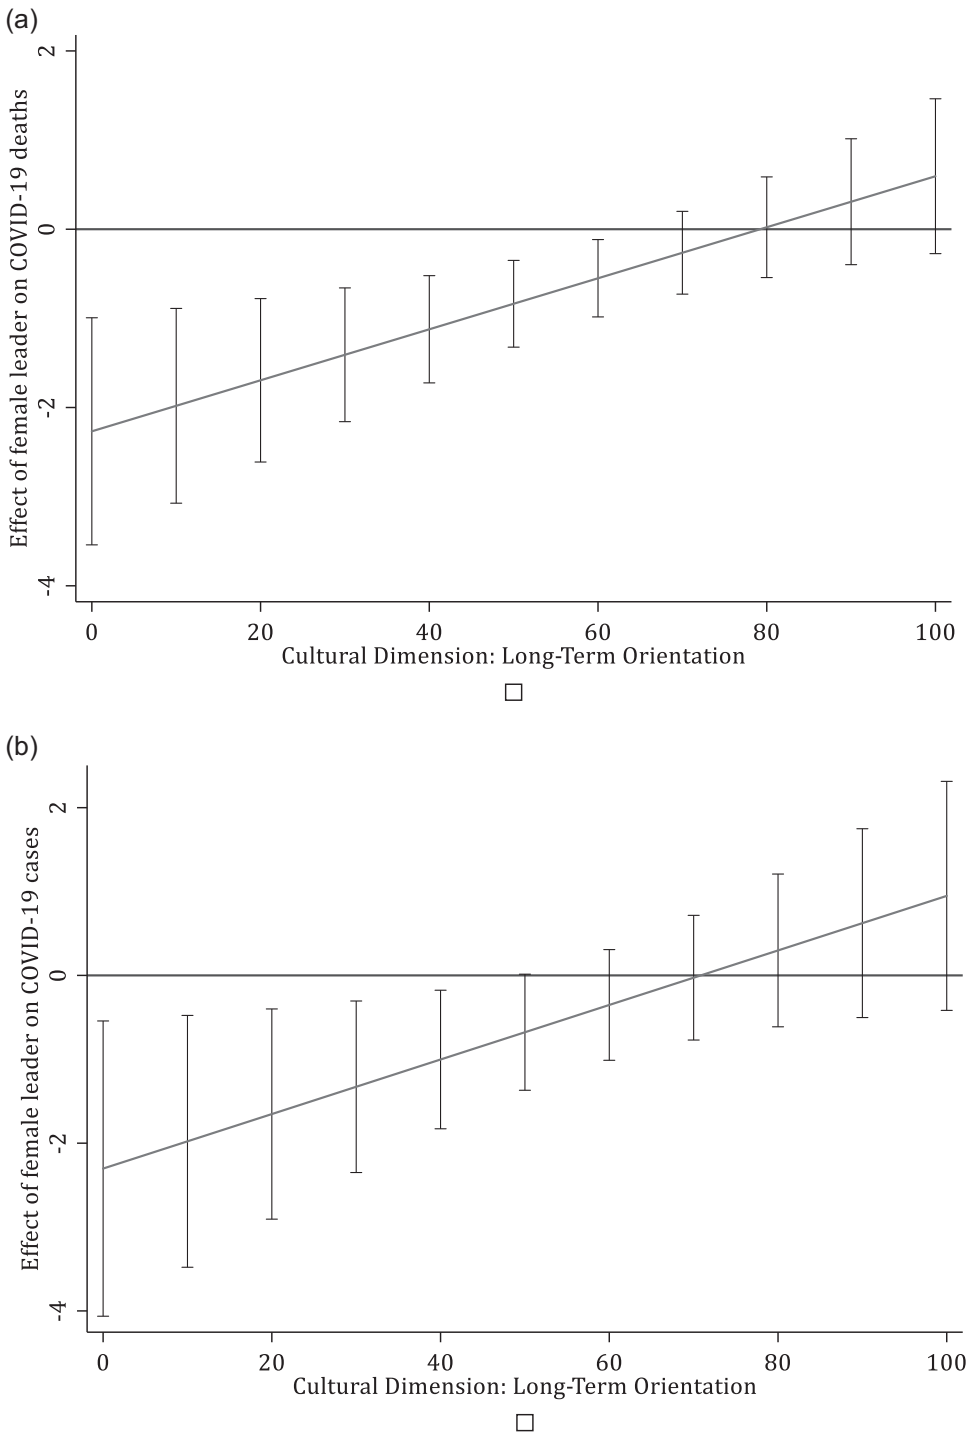 (a)
Effect of female leader on COVID-19 deaths
2
0
-2
-4
0 20 40 60 80 100
Cultural Dimension: Long-Term Orientation
(b)
Effect of female leader on COVID-19 cases
2
0
-2
-4
0 20 40 60 80 100
Cultural Dimension: Long-Term Orientation